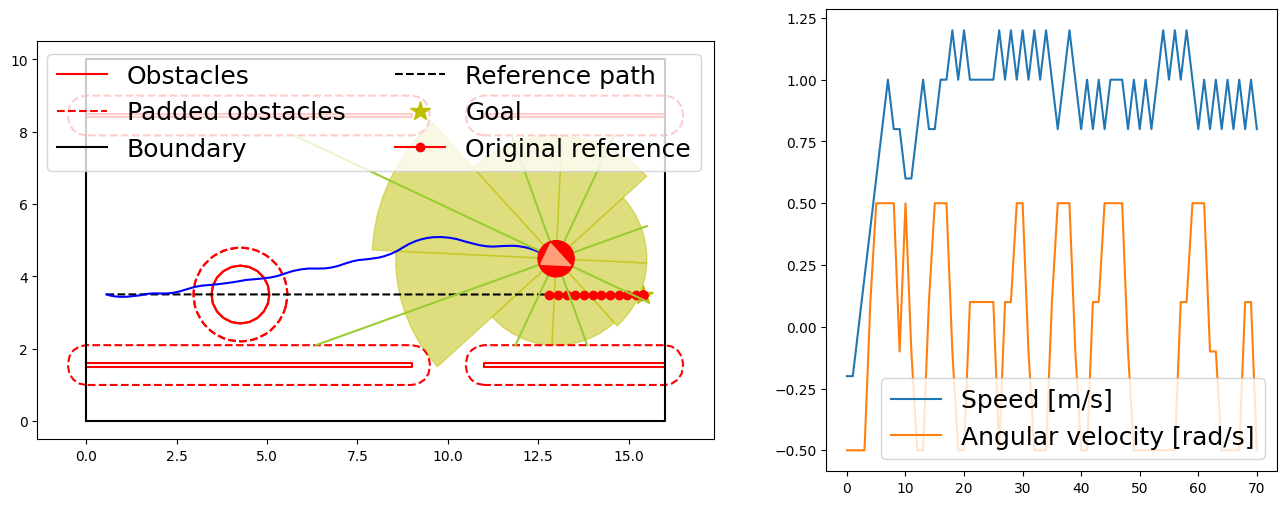 Obstacles
Padded obstacles
Boundary
Reference path
Goal
Original reference
10
8
6
4
2
0
0.0 2.5 5.0 7.5 10.0 12.5 15.0
1.25
1.00
0.75
0.50
0.25
0.00
−0.25
−0.50
Speed [m/s]
Angular velocity [rad/s]
0 10 20 30 40 50 60 70